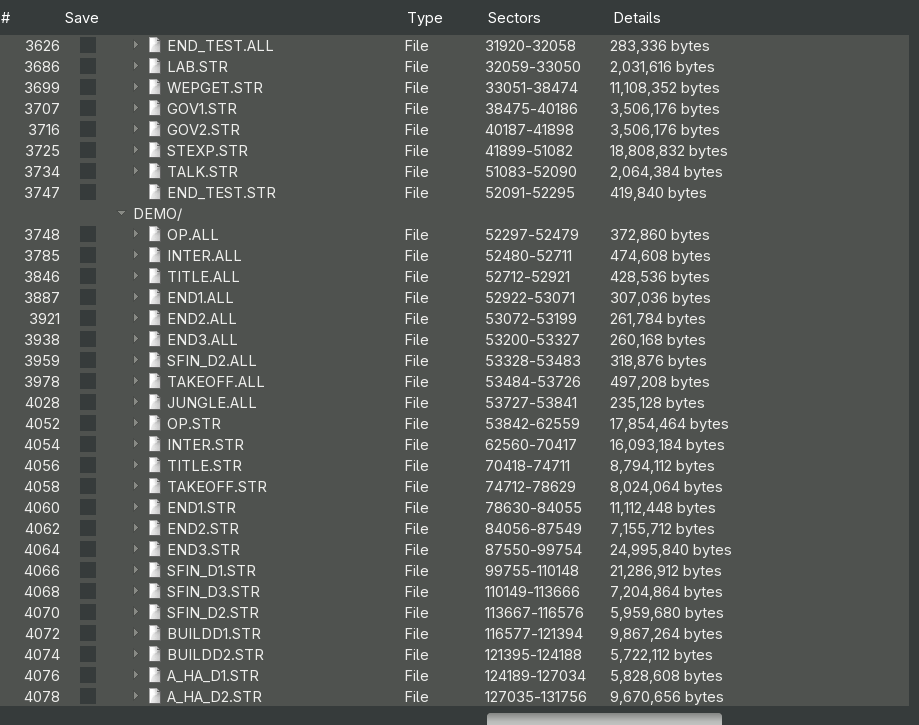 # Save Type Sectors Details
3626 END_TEST.ALL File 31920-32058 283,336 bytes
3686 LAB.STR File 32059-33050 2,031,616 bytes
3699 WEPGET.STR File 33051-38474 11,108,352 bytes
3707 GOV1.STR File 38475-40186 3,506,176 bytes
3716 GOV2.STR File 40187-41898 3,506,176 bytes
3725 STEXP.STR File 41899-51082 18,808,832 bytes
3734 TALK.STR File 51083-52090 2,064,384 bytes
3747 END_TEST.STR File 52091-52295 419,840 bytes
DEMO/
3748 OP.ALL File 52297-52479 372,860 bytes
3785 INTER.ALL File 52480-52711 474,608 bytes
3846 TITLE.ALL File 52712-52921 428,536 bytes
3887 END1.ALL File 52922-53071 307,036 bytes
3921 END2.ALL File 53072-53199 261,784 bytes
3938 END3.ALL File 53200-53327 260,168 bytes
3959 SFIN_D2.ALL File 53328-53483 318,876 bytes
3978 TAKEOFF.ALL File 53484-53726 497,208 bytes
4028 JUNGLE.ALL File 53727-53841 235,128 bytes
4052 OP.STR File 53842-62559 17,854,464 bytes
4054 INTER.STR File 62560-70417 16,093,184 bytes
4056 TITLE.STR File 70418-74711 8,794,112 bytes
4058 TAKEOFF.STR File 74712-78629 8,024,064 bytes
4060 END1.STR File 78630-84055 11,112,448 bytes
4062 END2.STR File 84056-87549 7,155,712 bytes
4064 END3.STR File 87550-99754 24,995,840 bytes
4066 SFIN_D1.STR File 99755-110148 21,286,912 bytes
4068 SFIN_D3.STR File 110149-113666 7,204,864 bytes
4070 SFIN_D2.STR File 113667-116576 5,959,680 bytes
4072 BUILDD1.STR File 116577-121394 9,867,264 bytes
4074 BUILDD2.STR File 121395-124188 5,722,112 bytes
4076 A_HA_D1.STR File 124189-127034 5,828,608 bytes
4078 A_HA_D2.STR File 127035-131756 9,670,656 bytes